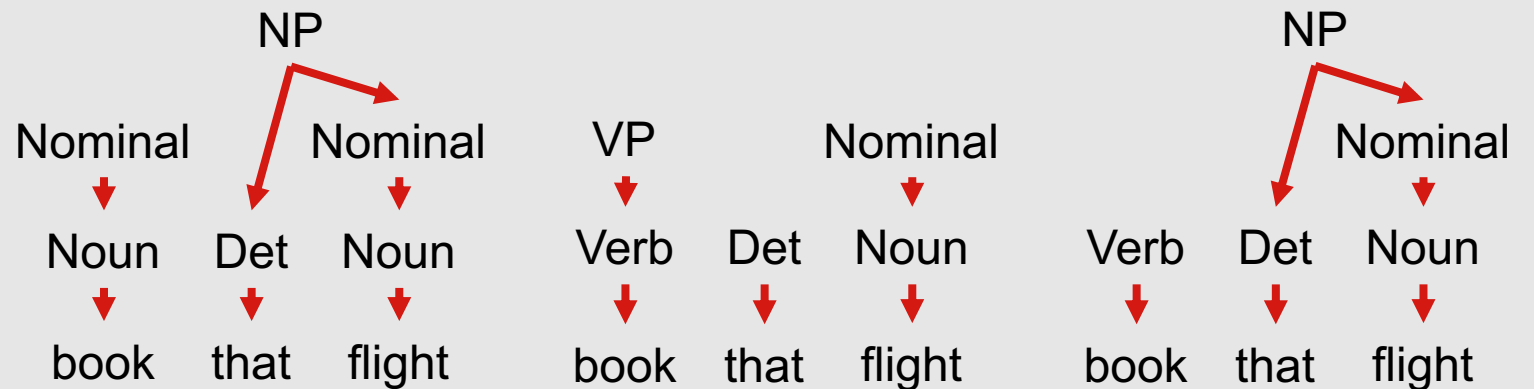 NP NP
Nominal Nominal VP Nominal Nominal
Noun Det Noun Verb Det Noun Verb Det Noun
book that flight book that flight book that flight